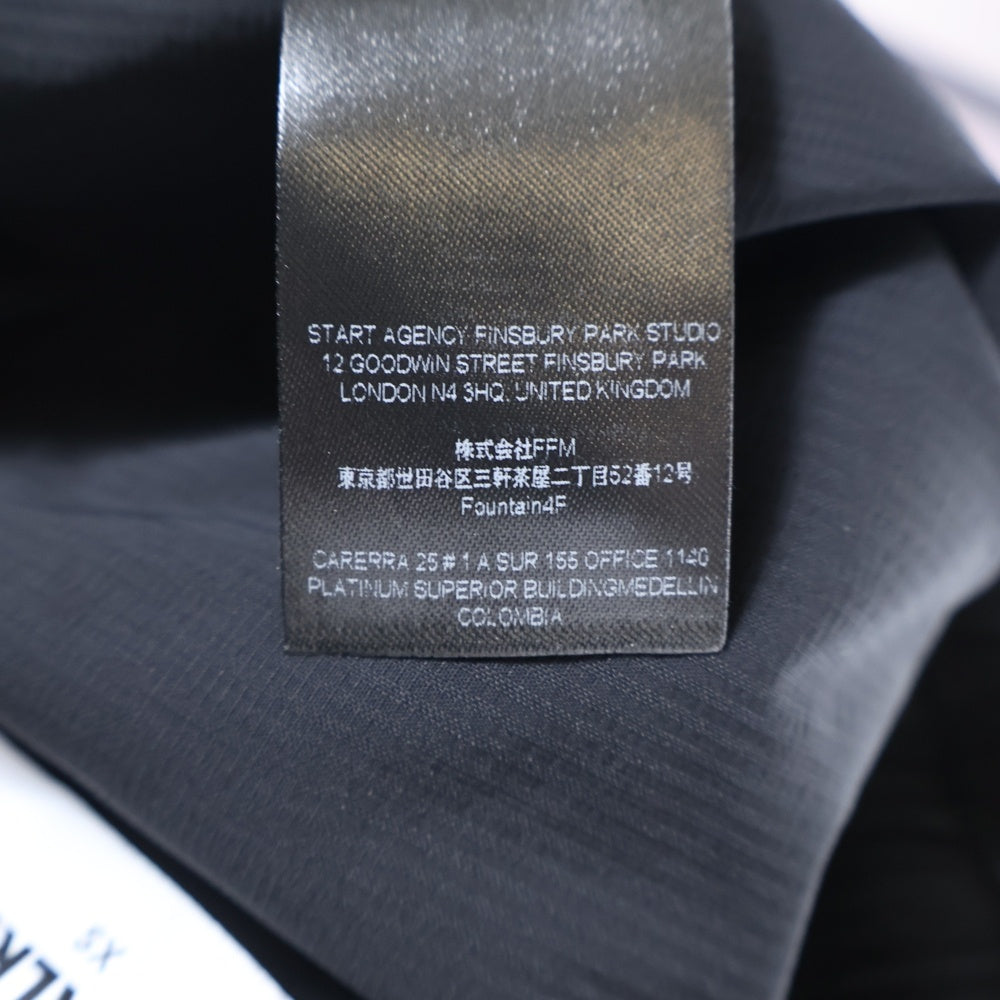 START AGENCY FINSBURY PARK STUDIO
12 GOODWIN STREET FINSBURY PARK
LONDON N4 3HQ, UNITED KINGDOM
株式会社FFM
東京都世田谷区三軒茶屋二丁目52番12号
Fountain4F
CARERRA 25 # 1 A SUR 155 OFFICE 1140
PLATINUM SUPERIOR BUILDINGMEDELLIN
COLOMBIA
XS